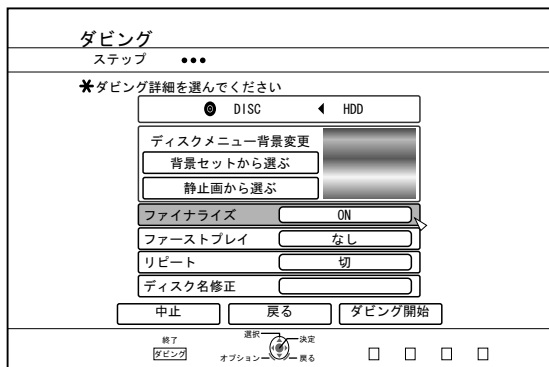 ダビング
ステップ
ダビング詳細を選んでください
DISC HDD
ディスクメニュー背景変更
背景セットから選ぶ
静止画から選ぶ
ファイナライズ ON
ファーストプレイ なし
リピート 切
ディスク名修正
中止 戻る ダビング開始
終了
ダビング
選択 決定
オプション 戻る